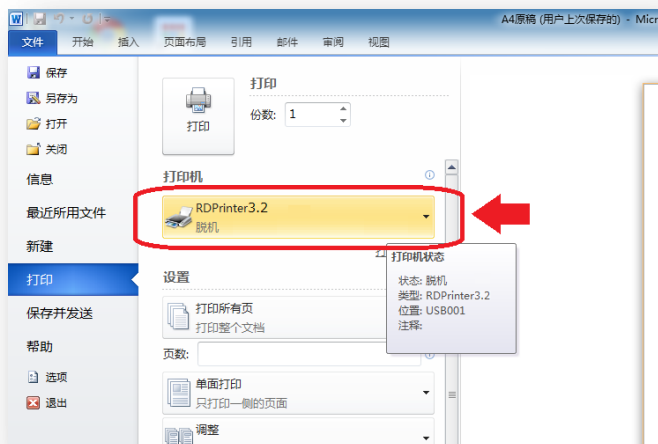 A4原稿 (用户上次保存的) - Micr
文件 开始 插入 页面布局 引用 邮件 审阅 视图
保存
另存为
打开
关闭
信息
最近所用文件
新建
打印
保存并发送
帮助
选项
退出
打印
打印
份数: 1
打印机
RDPrinter3.2
脱机
打印机状态
状态: 脱机
类型: RDPrinter3.2
位置: USB001
注释:
设置
打印所有页
打印整个文档
页数:
单面打印
只打印一侧的页面
调整